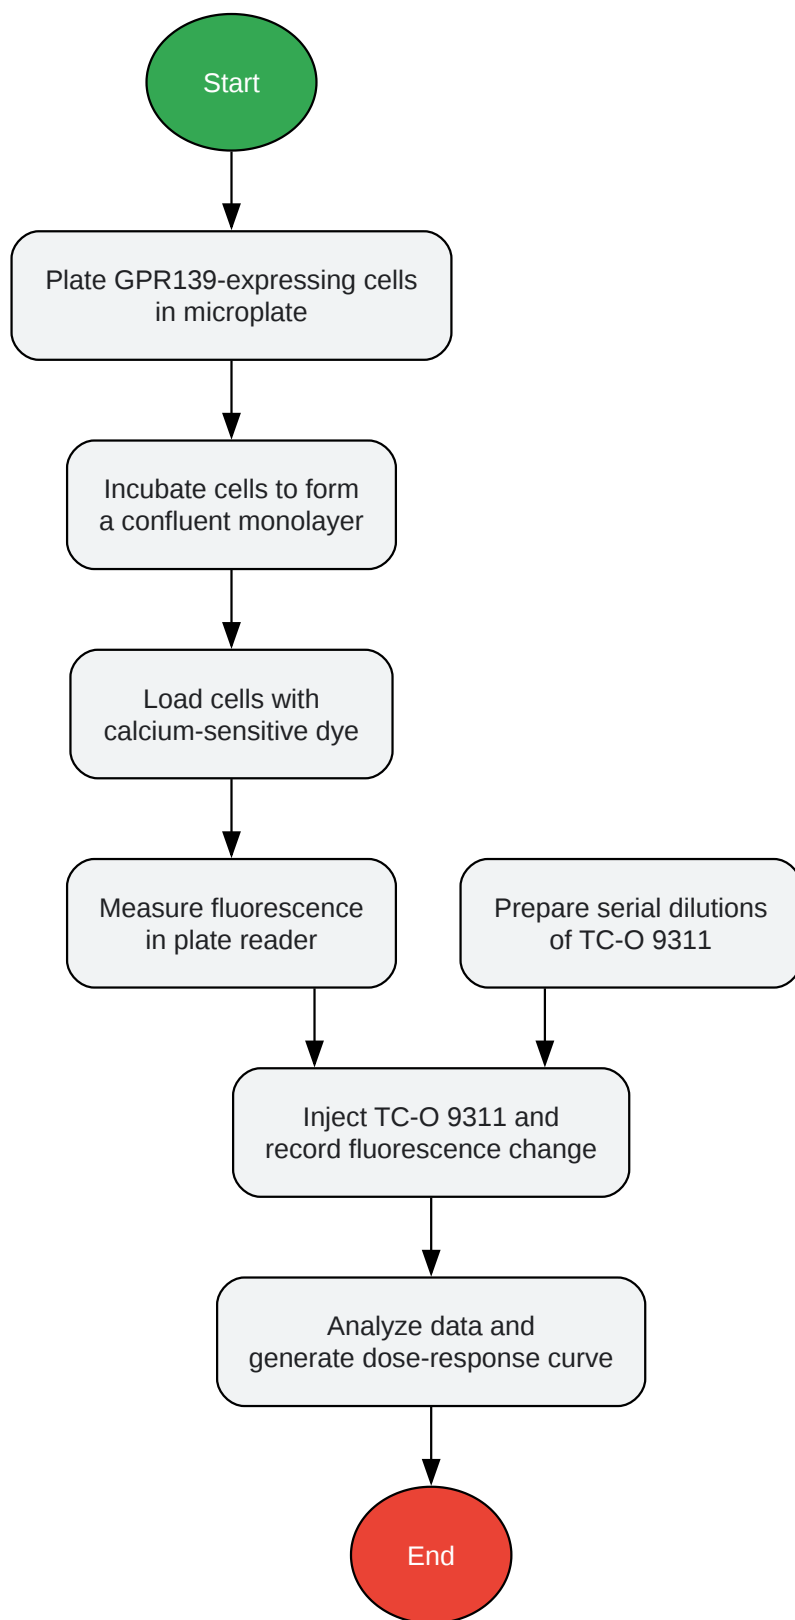 Start
Plate GPR139-expressing cells
in microplate
Incubate cells to form
a confluent monolayer
Load cells with
calcium-sensitive dye
Measure fluorescence
in plate reader
Prepare serial dilutions
of TC-O 9311
Inject TC-O 9311 and
record fluorescence change
Analyze data and
generate dose-response curve
End